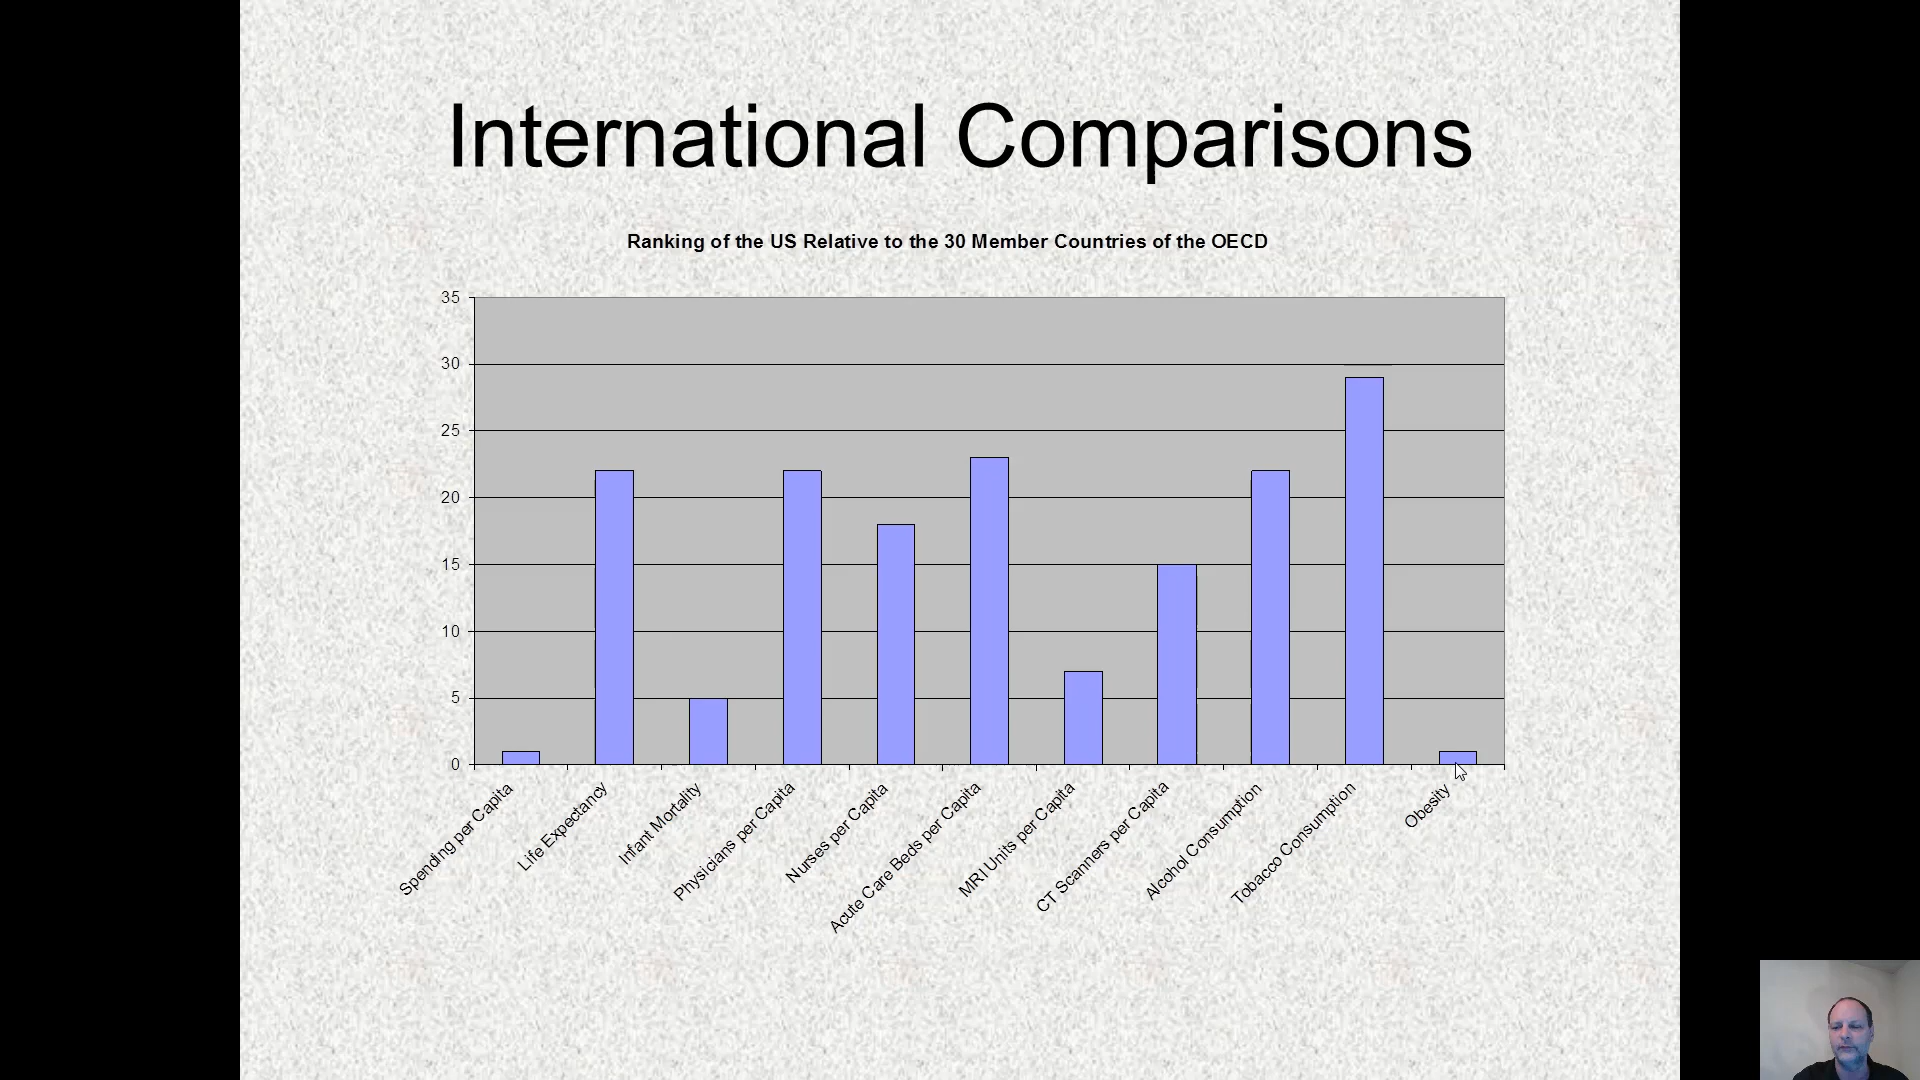 International Comparisons
Ranking of the US Relative to the 30 Member Countries of the OECD
35
30
25
20
15
10
5
0
Spending per Capita
Life Expectancy
Infant Mortality
Physicians per Capita
Nurses per Capita
Acute Care Beds per Capita
MRI Units per Capita
CT Scanners per Capita
Alcohol Consumption
Tobacco Consumption
Obesity